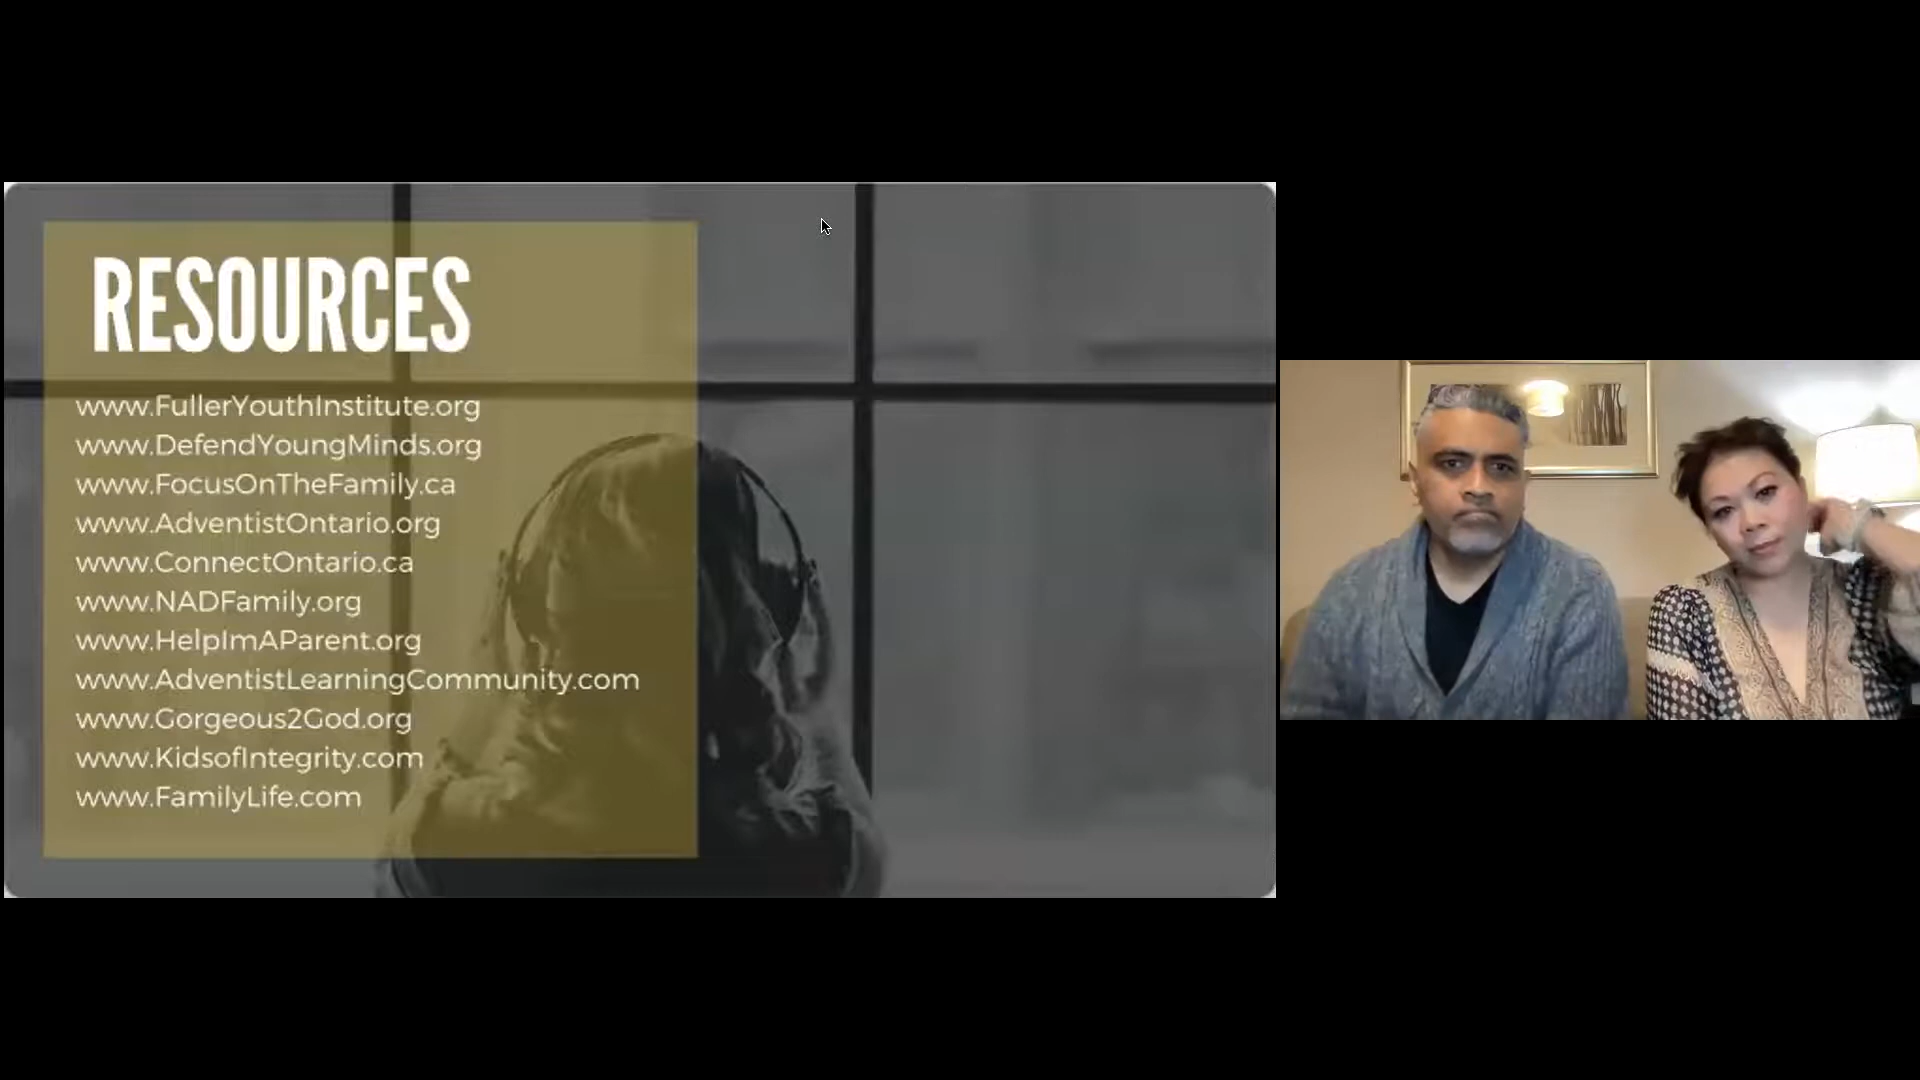 RESOURCES
www.FullerYouthInstitute.org
www.DefendYoungMinds.org
www.FocusOnTheFamily.ca
www.AdventistOntario.org
www.ConnectOntario.ca
www.NADFamily.org
www.HelpImAParent.org
www.AdventistLearningCommunity.com
www.Gorgeous2God.org
www.KidsofIntegrity.com
www.FamilyLife.com